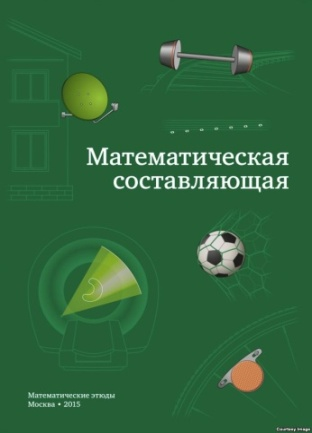 Математическая
составляющая
Математические этюды
Москва • 2015
Courtesy Image